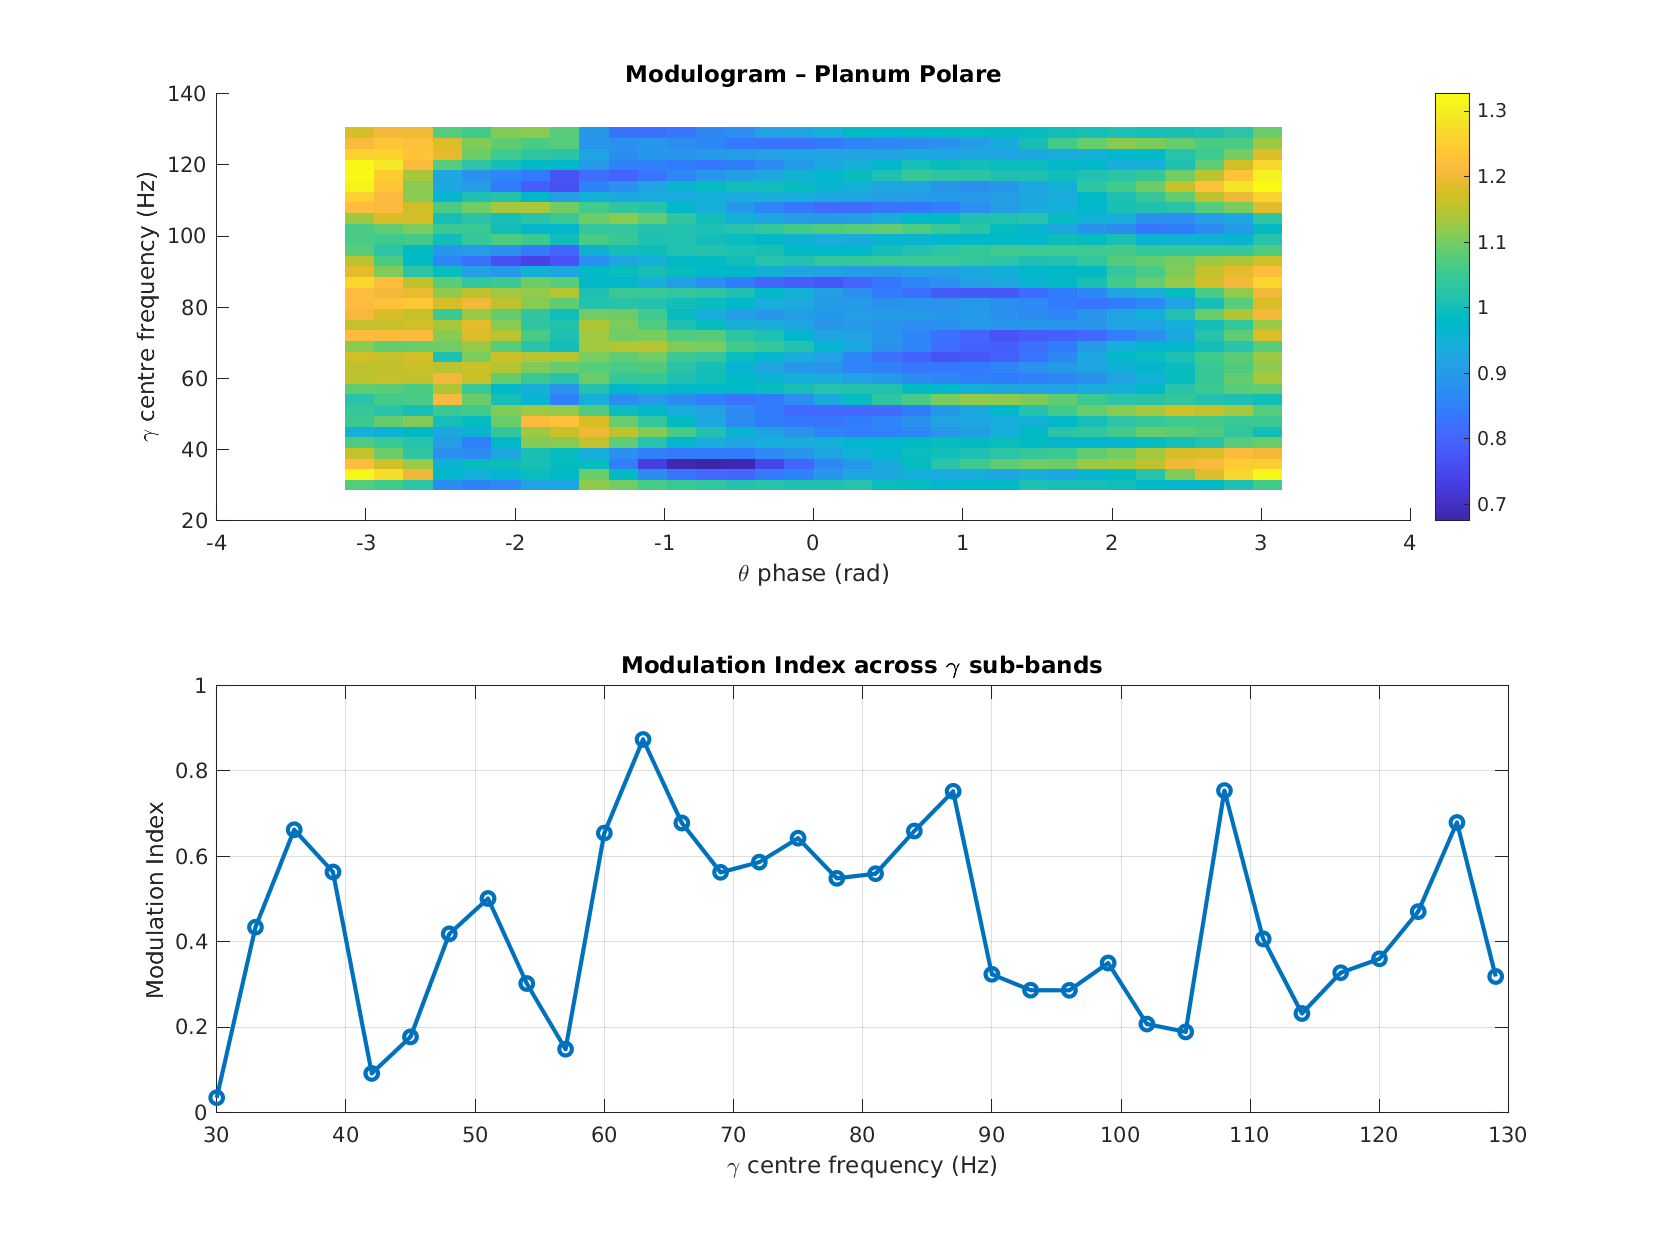 Modulogram – Planum Polare
140
120
100
80
60
40
20
γ centre frequency (Hz)
-4 -3 -2 -1 0 1 2 3 4
θ phase (rad)
1.3
1.2
1.1
1
0.9
0.8
0.7
Modulation Index across γ sub-bands
1
0.8
0.6
0.4
0.2
0
Modulation Index
30 40 50 60 70 80 90 100 110 120 130
γ centre frequency (Hz)